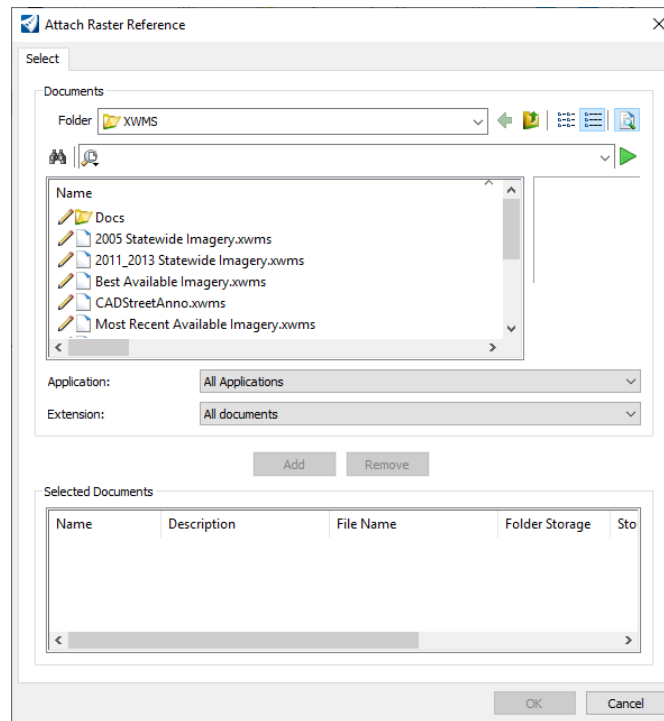 Attach Raster Reference
Select
Documents
Folder XWMS
Name
Docs
2005 Statewide Imagery.xwms
2011_2013 Statewide Imagery.xwms
Best Available Imagery.xwms
CADStreetAnno.xwms
Most Recent Available Imagery.xwms
Application: All Applications
Extension: All documents
Add Remove
Selected Documents
Name Description File Name Folder Storage Sto
OK Cancel